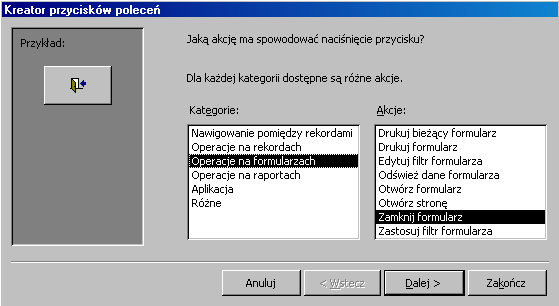 Kreator przycisków poleceń
Przykład:
Jaką akcję ma spowodować naciśnięcie przycisku?
Dla każdej kategorii dostępne są różne akcje.
Kategorie:
Nawigowanie pomiędzy rekordami
Operacje na rekordach
Operacje na formularzach
Operacje na raportach
Aplikacja
Różne
Akcje:
Drukuj bieżący formularz
Drukuj formularz
Edytuj filtr formularza
Odśwież dane formularza
Otwórz formularz
Otwórz stronę
Zamknij formularz
Zastosuj filtr formularza
Anuluj
< Wstecz
Dalej >
Zakończ